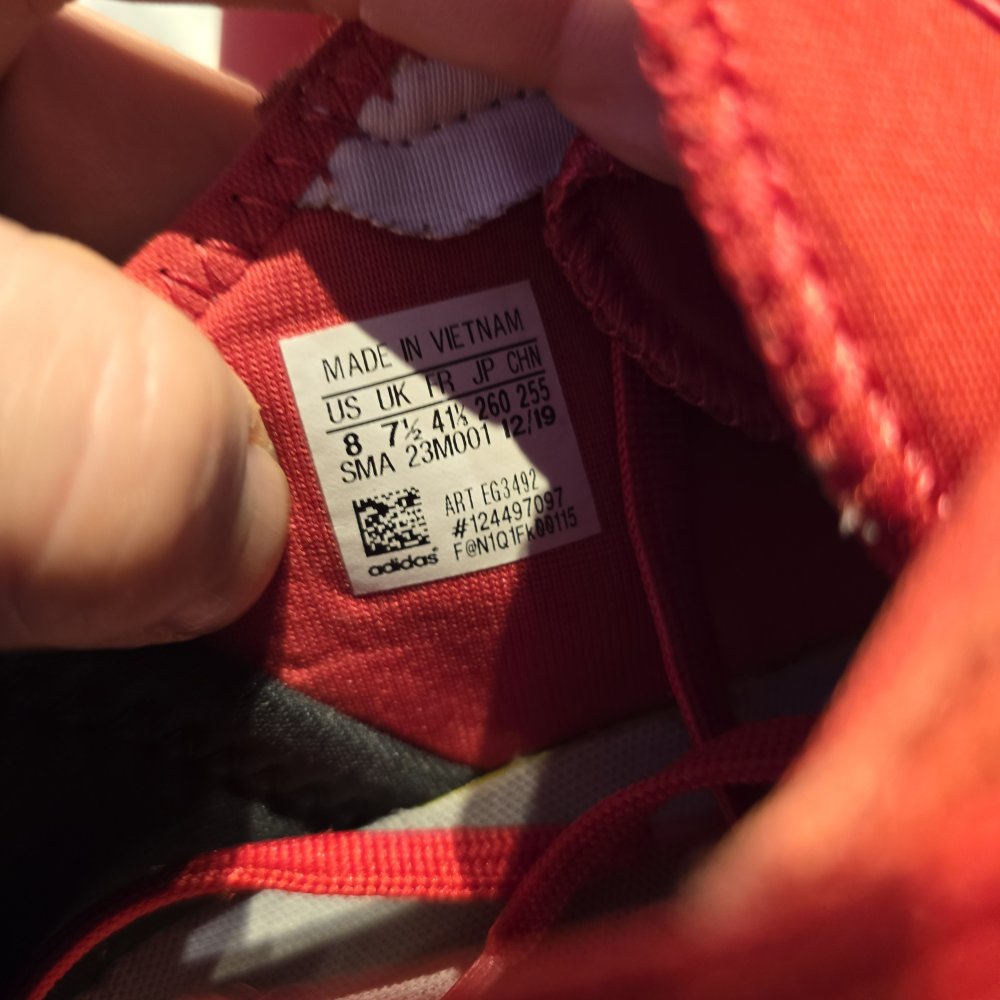 MADE IN VIETNAM
US UK FR JP CHN
8 7½ 41⅓ 260 255
SMA 23M001 12/19
ART EG3492
#124497097
F@N1Q1Fk00115
adidas